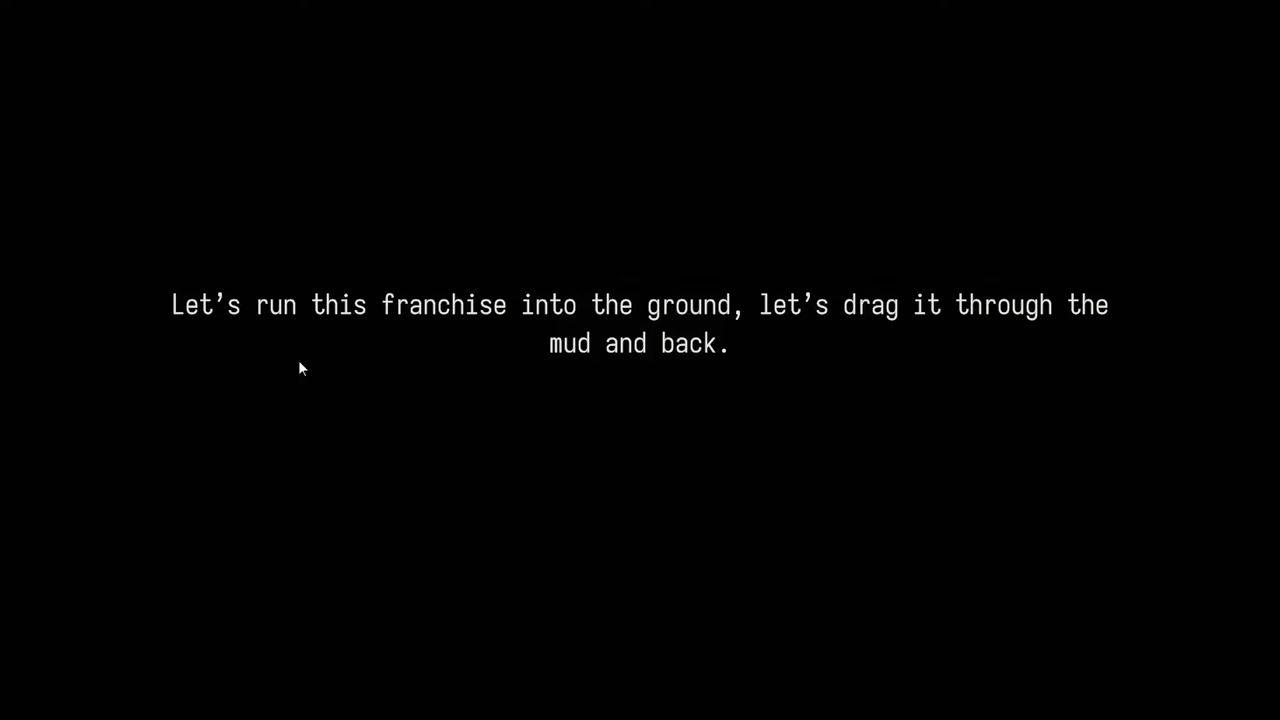 Let’s run this franchise into the ground, let’s drag it through the
mud and back.